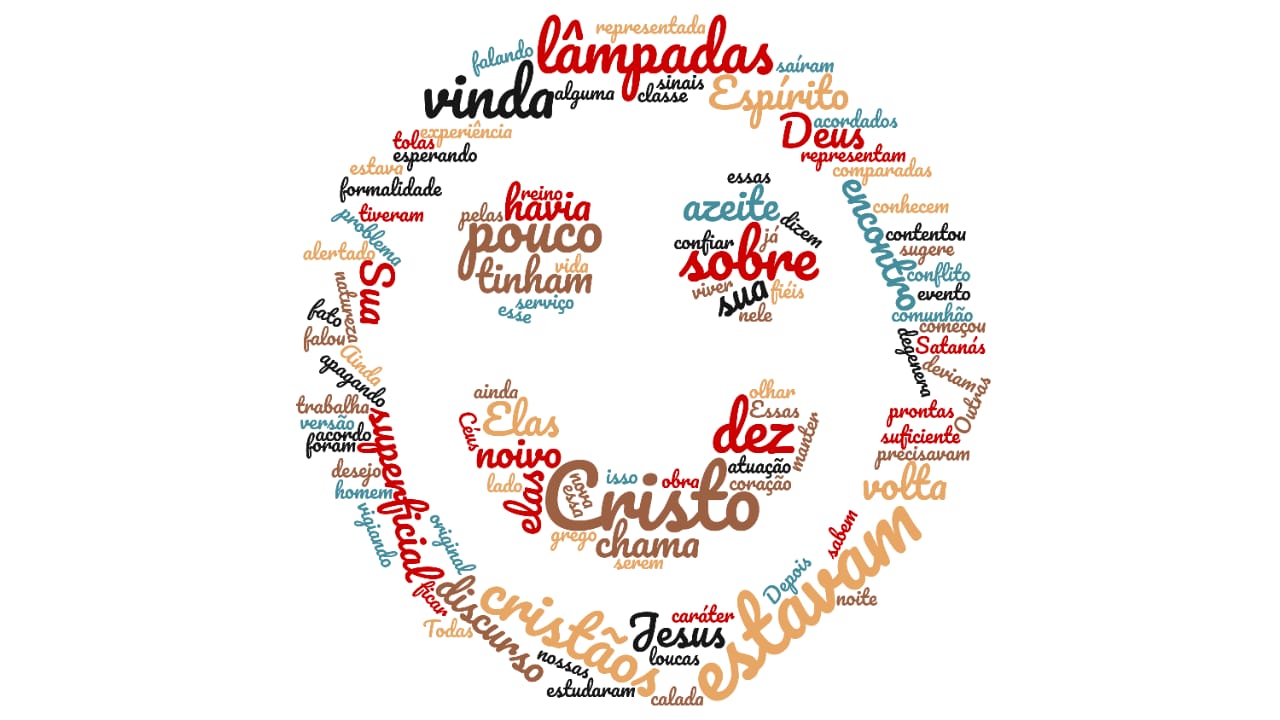 representada
lâmpadas
falando
saíram
vinda
alguma
sinais
classe
Espírito
Deus
acordados
experiência
tolas
esperando
representam
comparadas
estava
formalidade
essas
encontro
conhecem
reino
havia
pelas
pouco
azeite
dizem
tiveram
problema
contentou
sugere
confiar
já
sobre
alertado
Sua
vida
tinham
conflito
natureza
viver
sua
fiéis
evento
serviço
esse
nele
comunhão
começou
fato
falou
degenera
Satanás
Ainda
apagando
deviam
Outras
ainda
olhar
trabalha
Elas
Essas
prontas
versão
Céus
dez
manter
acordo
foram
superficial
noivo
suficiente
precisavam
atuação
desejo
lado
elas
nova
essa
isso
obra
Cristo
coração
volta
homem
vigiando
original
grego
chama
serem
sabem
estavam
ficar
discurso
cristãos
Depois
noite
Todas
Jesus
caráter
nossas
loucas
estudaram
calada